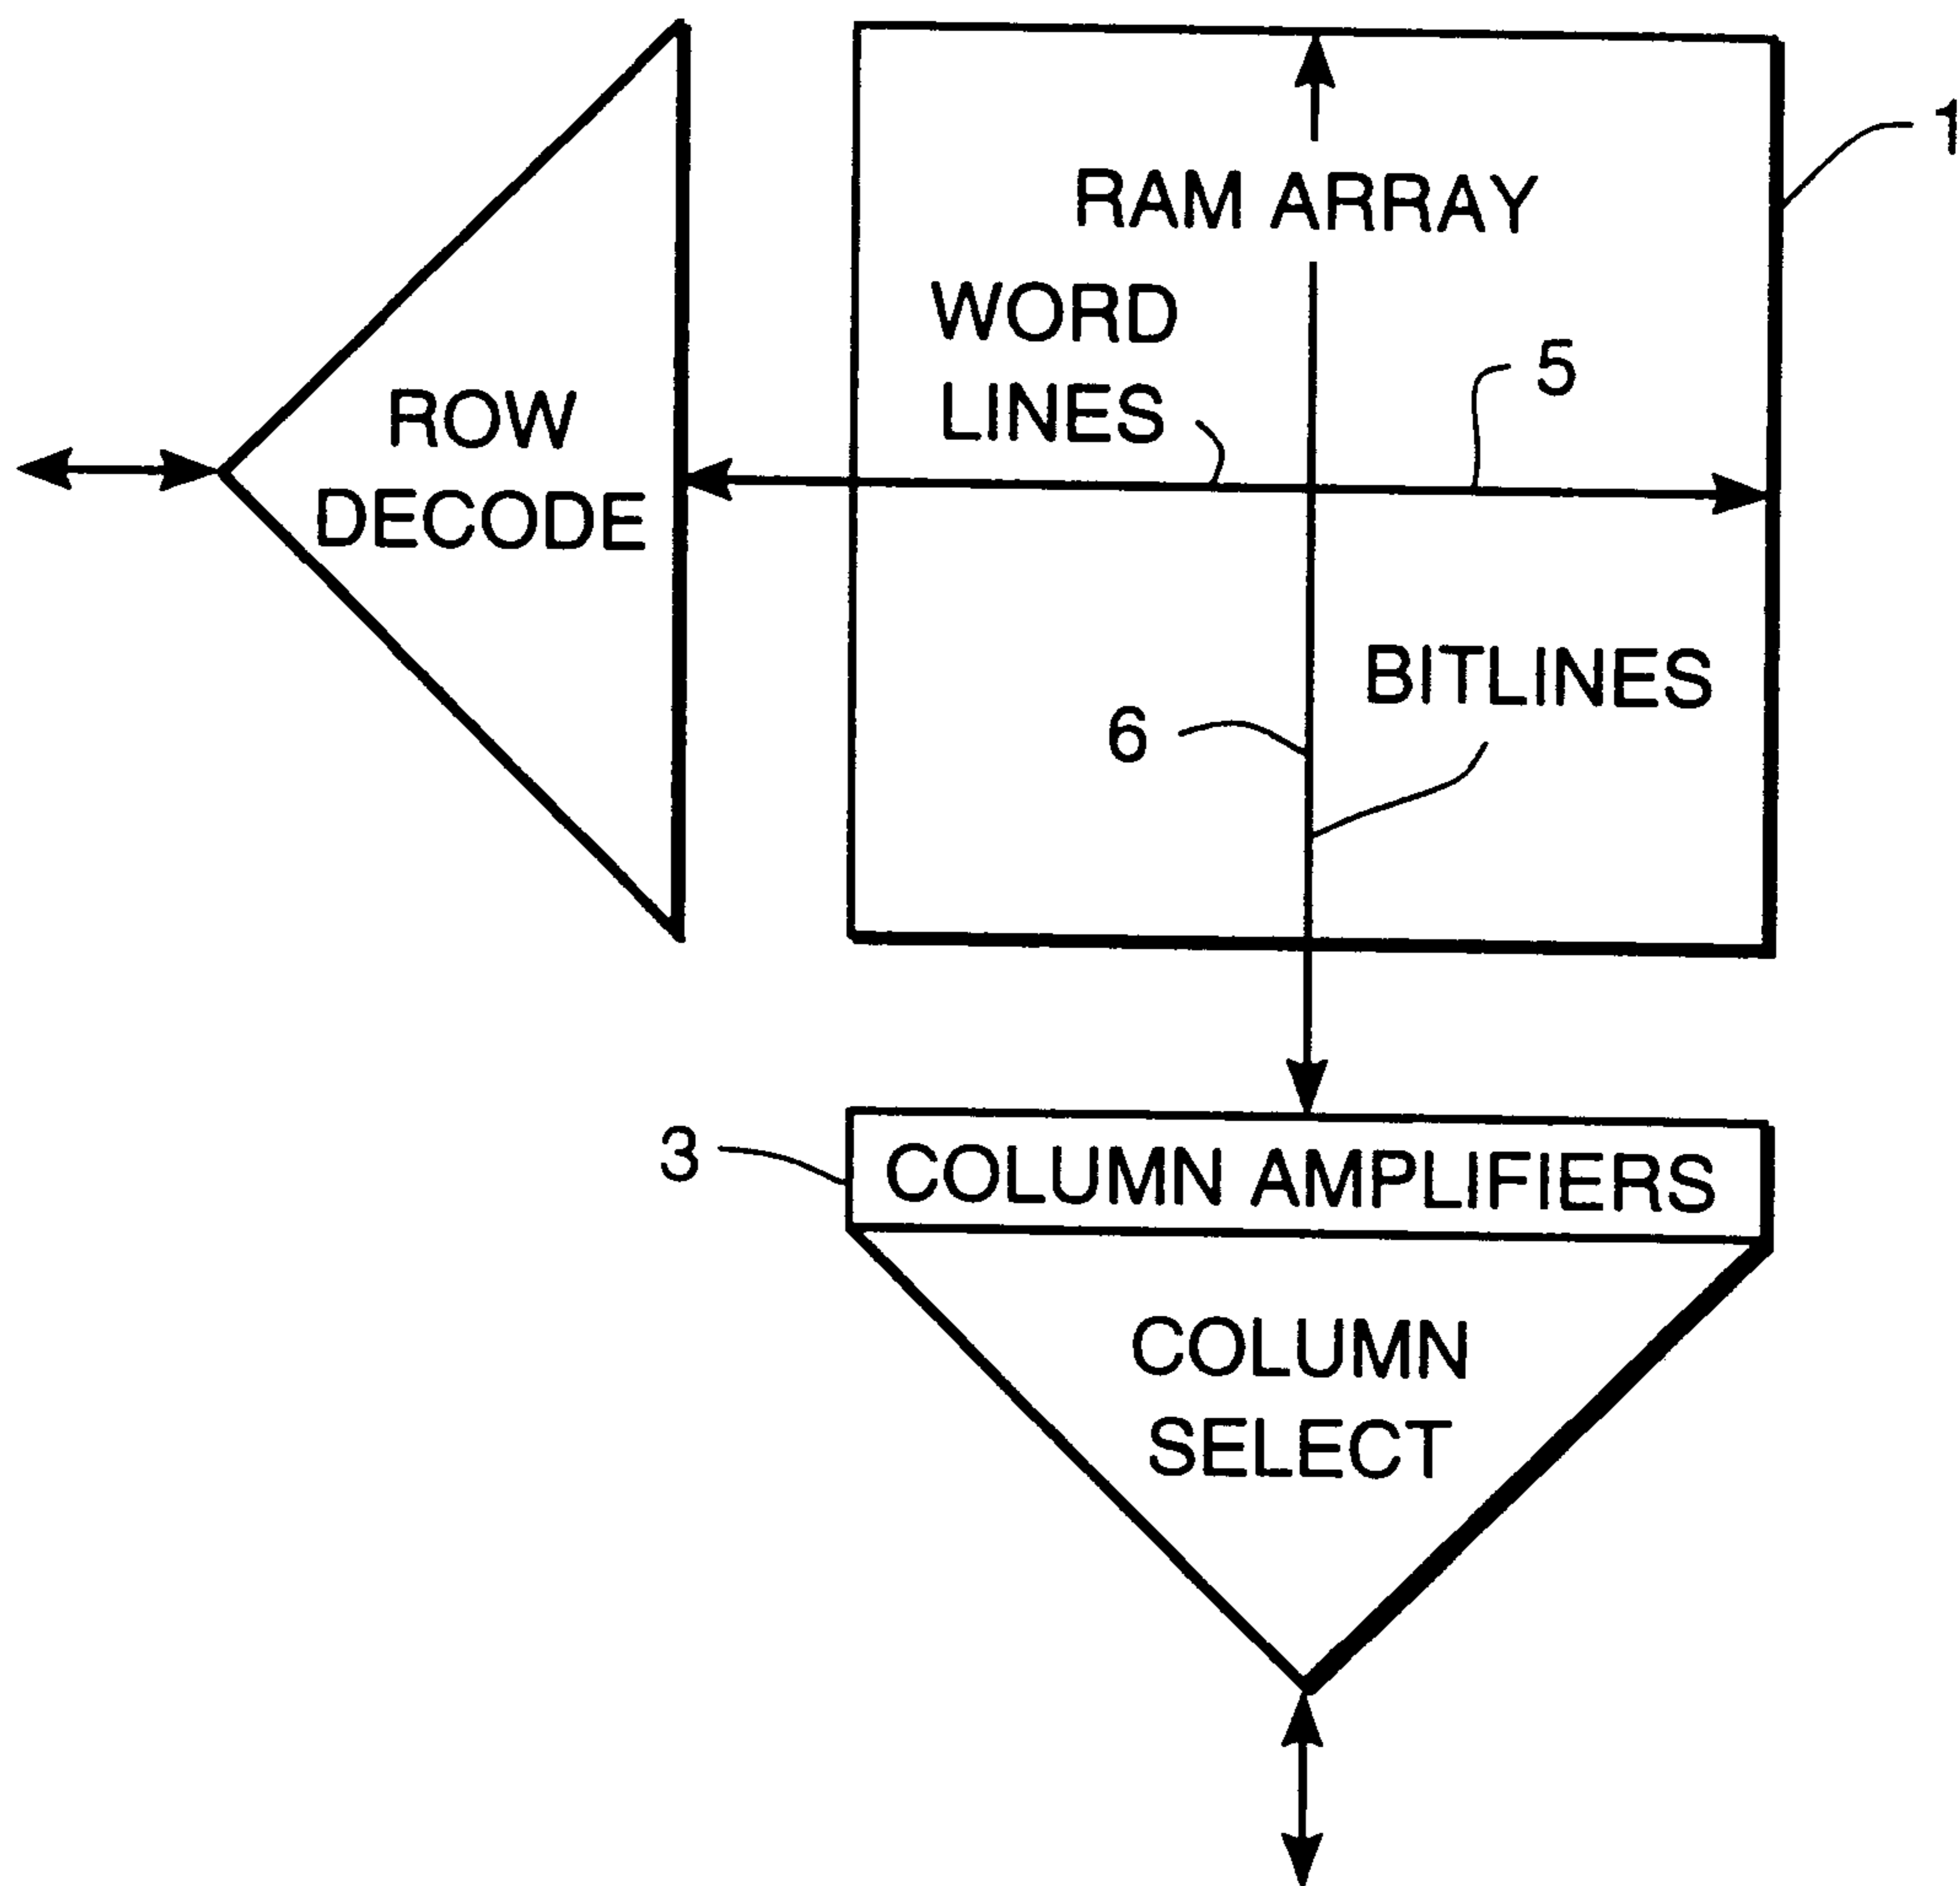 1
RAM ARRAY
WORD
LINES
5
ROW
DECODE
BITLINES
6
3
COLUMN AMPLIFIERS
COLUMN
SELECT